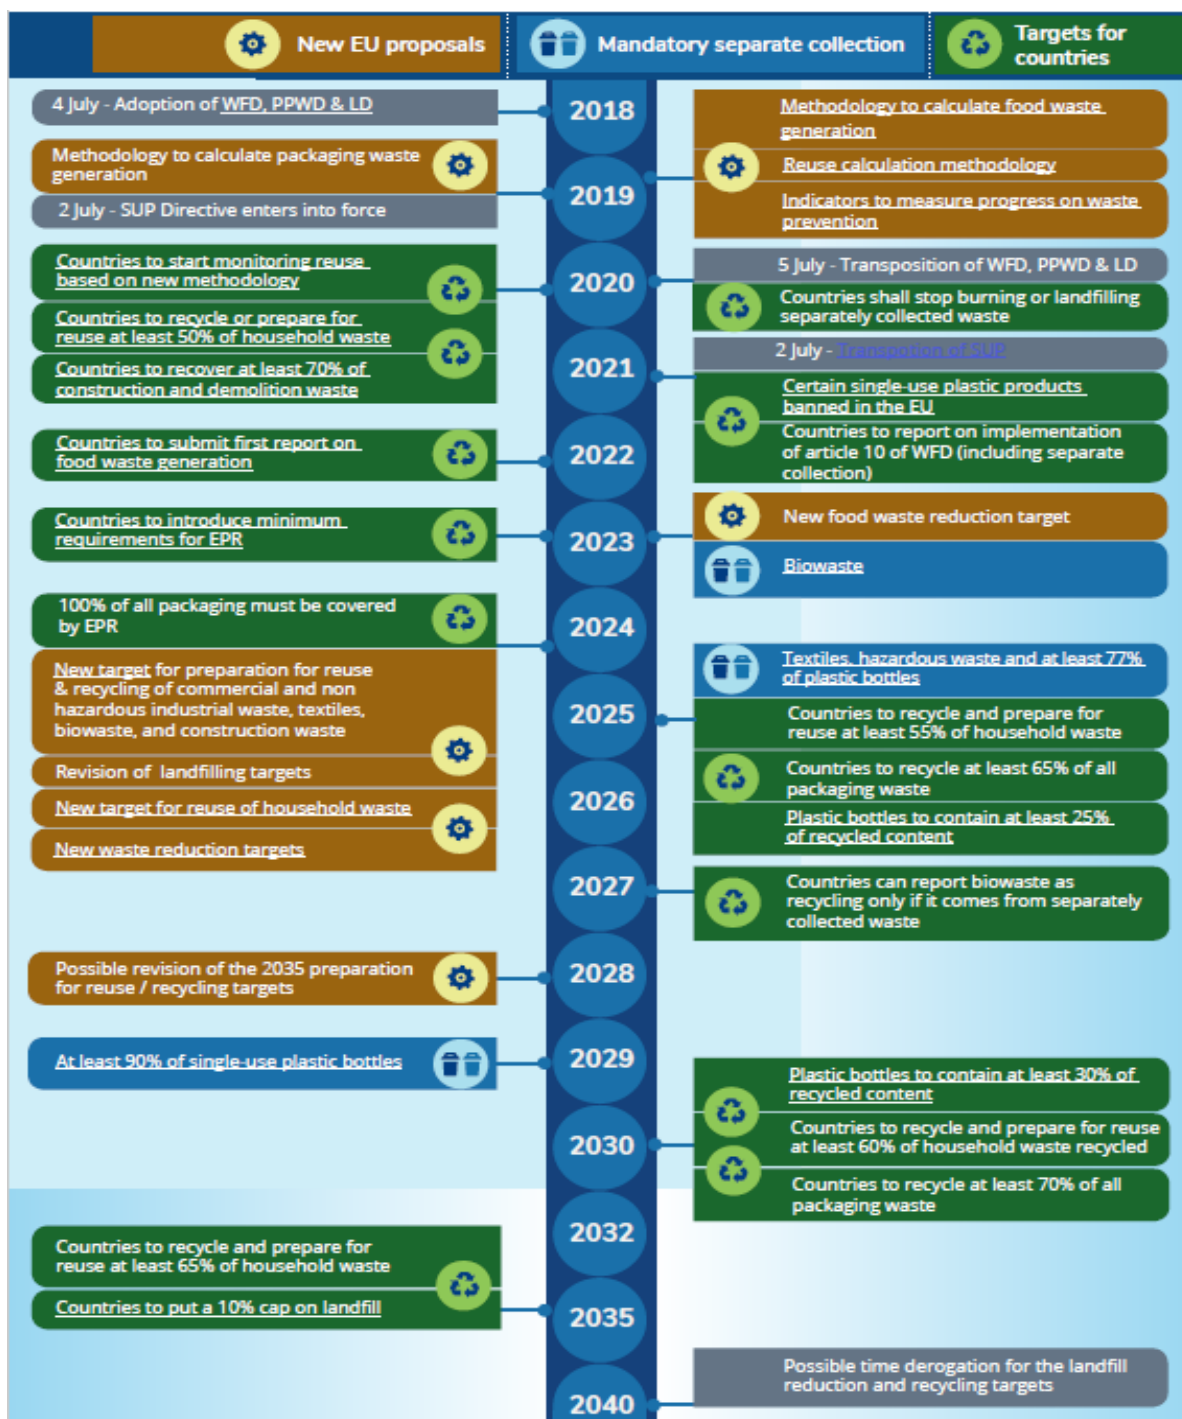 New EU proposals
Mandatory separate collection
Targets for
countries
2018
4 July - Adoption of WFD, PPWD & LD
Methodology to calculate food waste
generation
Reuse calculation methodology
Indicators to measure progress on waste
prevention
2019
Methodology to calculate packaging waste
generation
2 July - SUP Directive enters into force
2020
Countries to start monitoring reuse
based on new methodology
Countries to recycle or prepare for
reuse at least 50% of household waste
Countries to recover at least 70% of
construction and demolition waste
5 July - Transposition of WFD, PPWD & LD
Countries shall stop burning or landfilling
separately collected waste
2021
2 July - Transpotion of SUP
Certain single-use plastic products
banned in the EU
Countries to report on implementation
of article 10 of WFD (including separate
collection)
2022
Countries to submit first report on
food waste generation
2023
Countries to introduce minimum
requirements for EPR
New food waste reduction target
Biowaste
2024
100% of all packaging must be covered
by EPR
New target for preparation for reuse
& recycling of commercial and non
hazardous industrial waste, textiles,
biowaste, and construction waste
Revision of landfilling targets
New target for reuse of household waste
New waste reduction targets
2025
Textiles, hazardous waste and at least 77%
of plastic bottles
Countries to recycle and prepare for
reuse at least 55% of household waste
Countries to recycle at least 65% of all
packaging waste
Plastic bottles to contain at least 25%
of recycled content
2026
2027
Countries can report biowaste as
recycling only if it comes from separately
collected waste
2028
Possible revision of the 2035 preparation
for reuse / recycling targets
2029
At least 90% of single-use plastic bottles
2030
Plastic bottles to contain at least 30% of
recycled content
Countries to recycle and prepare for reuse
at least 60% of household waste recycled
Countries to recycle at least 70% of all
packaging waste
2032
2035
Countries to recycle and prepare for
reuse at least 65% of household waste
Countries to put a 10% cap on landfill
2040
Possible time derogation for the landfill
reduction and recycling targets